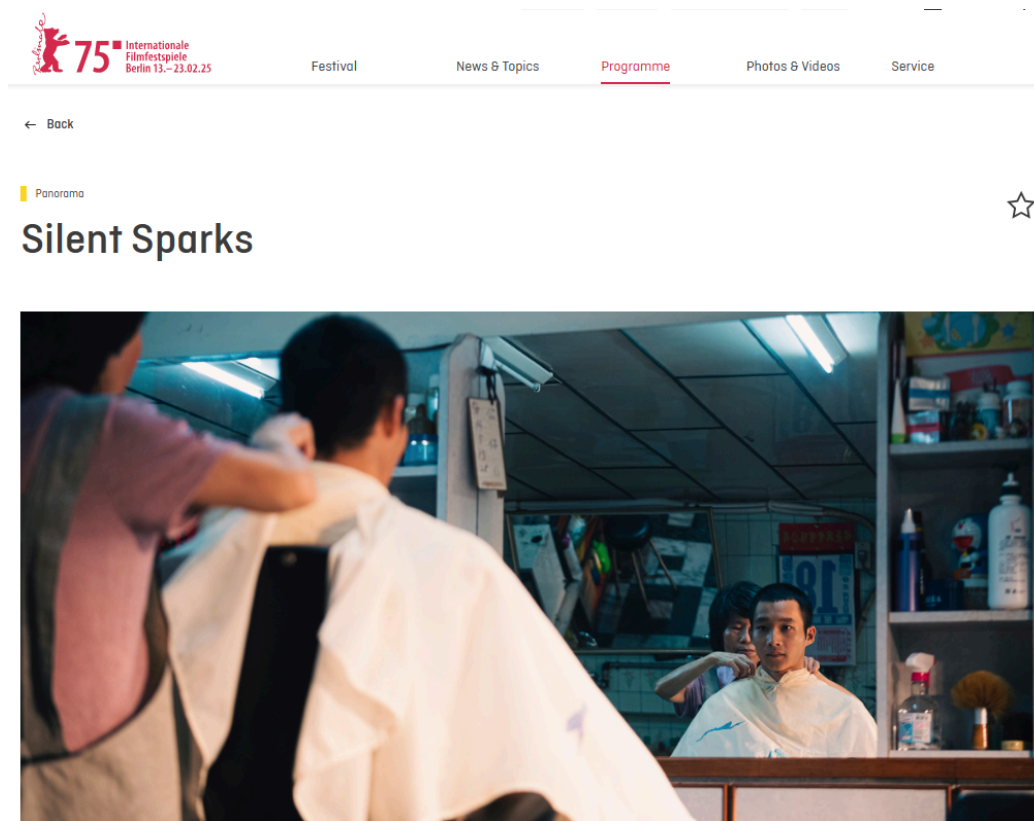 Berlinale
75
Internationale
Filmfestspiele
Berlin 13.–23.02.25
Festival
News & Topics
Programme
Photos & Videos
Service
← Back
Panorama
Silent Sparks
18